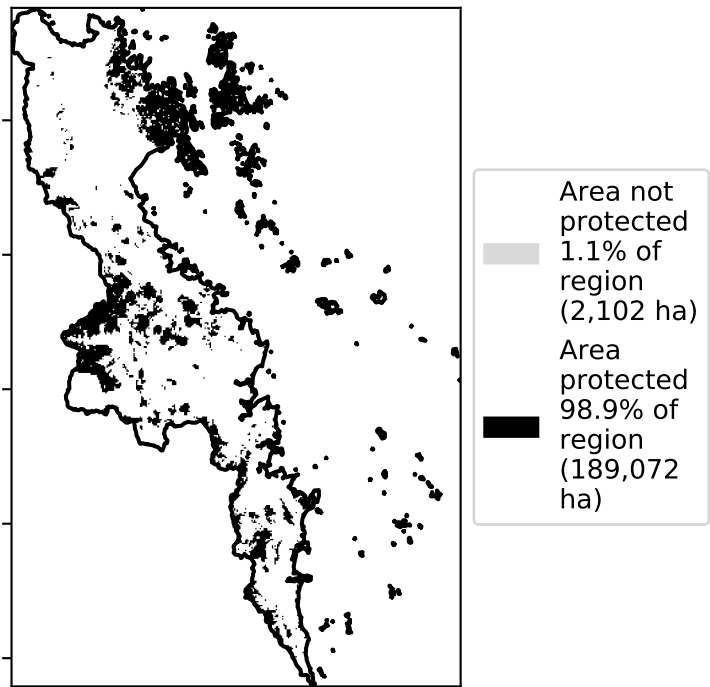 Area not
protected
1.1% of
region
(2,102 ha)
Area
protected
98.9% of
region
(189,072
ha)